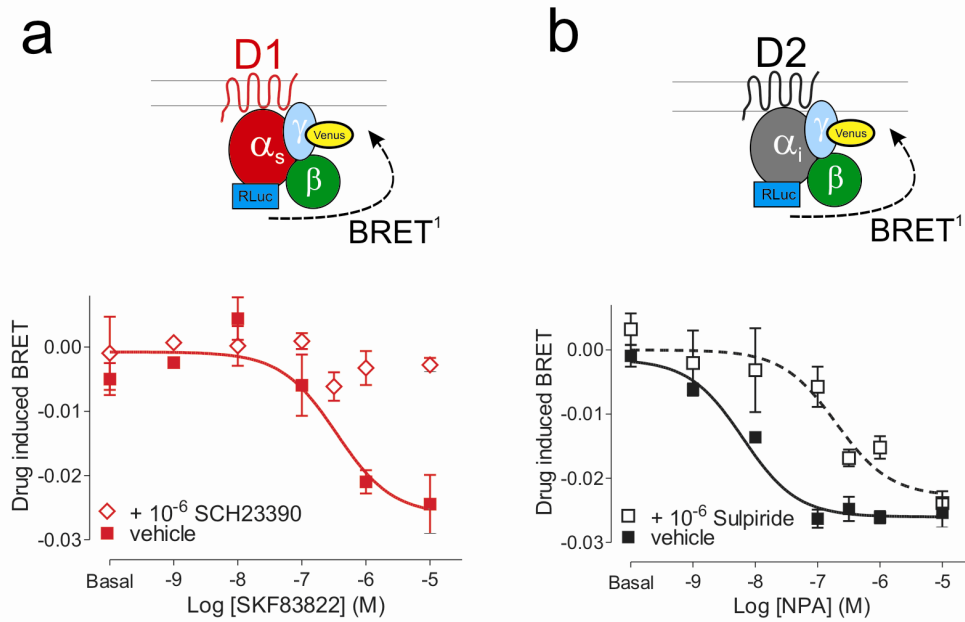 a
D1
αs
γ
Venus
β
RLuc
BRET¹
Drug induced BRET
0.00
-0.01
-0.02
-0.03
+ 10⁻⁶ SCH23390
vehicle
Basal -9 -8 -7 -6 -5
Log [SKF83822] (M)
b
D2
αi
γ
Venus
β
RLuc
BRET¹
Drug induced BRET
0.00
-0.01
-0.02
-0.03
+ 10⁻⁶ Sulpiride
vehicle
Basal -9 -8 -7 -6 -5
Log [NPA] (M)